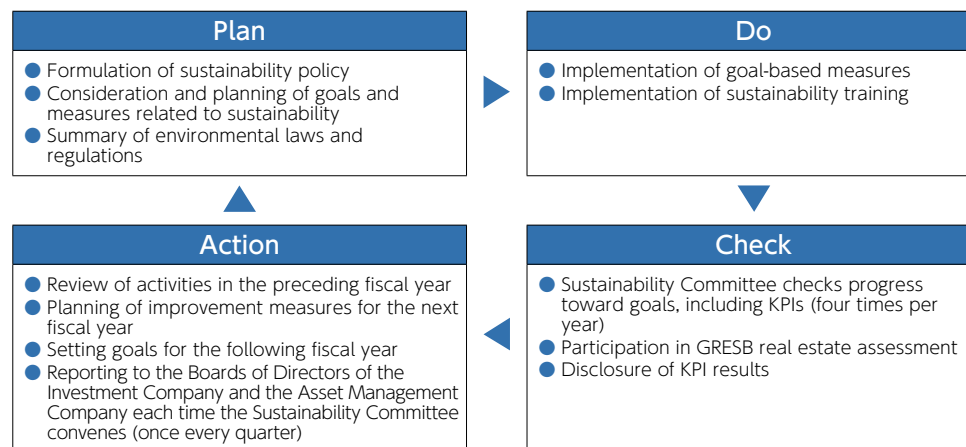 Plan
● Formulation of sustainability policy
● Consideration and planning of goals and
measures related to sustainability
● Summary of environmental laws and
regulations
Do
● Implementation of goal-based measures
● Implementation of sustainability training
Action
● Review of activities in the preceding fiscal year
● Planning of improvement measures for the next
fiscal year
● Setting goals for the following fiscal year
● Reporting to the Boards of Directors of the
Investment Company and the Asset Management
Company each time the Sustainability Committee
convenes (once every quarter)
Check
● Sustainability Committee checks progress
toward goals, including KPIs (four times per
year)
● Participation in GRESB real estate assessment
● Disclosure of KPI results